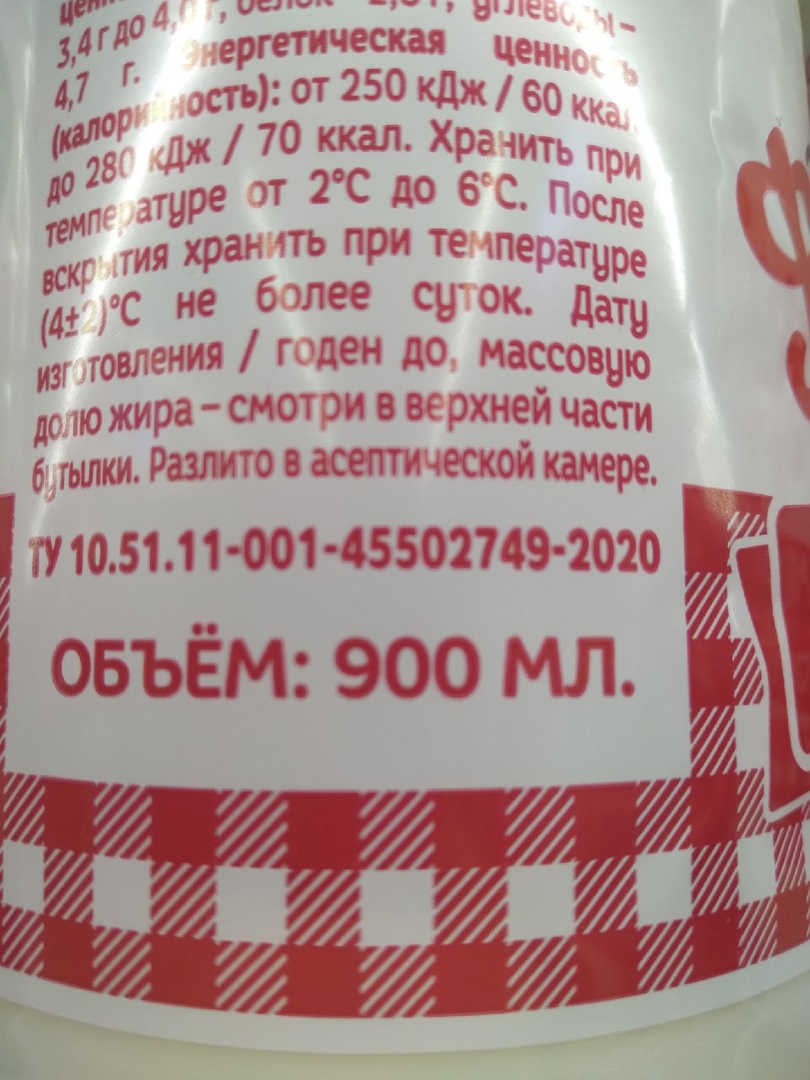 3,4 г до 4,0 г, белок – 2,8 г, углеводы –
4,7 г. Энергетическая ценность
(калорийность): от 250 кДж / 60 ккал
до 280 кДж / 70 ккал. Хранить при
температуре от 2°С до 6°С. После
вскрытия хранить при температуре
(4±2)°С не более суток. Дату
изготовления / годен до, массовую
долю жира – смотри в верхней части
бутылки. Разлито в асептической камере.
ТУ 10.51.11-001-45502749-2020
ОБЪЁМ: 900 МЛ.